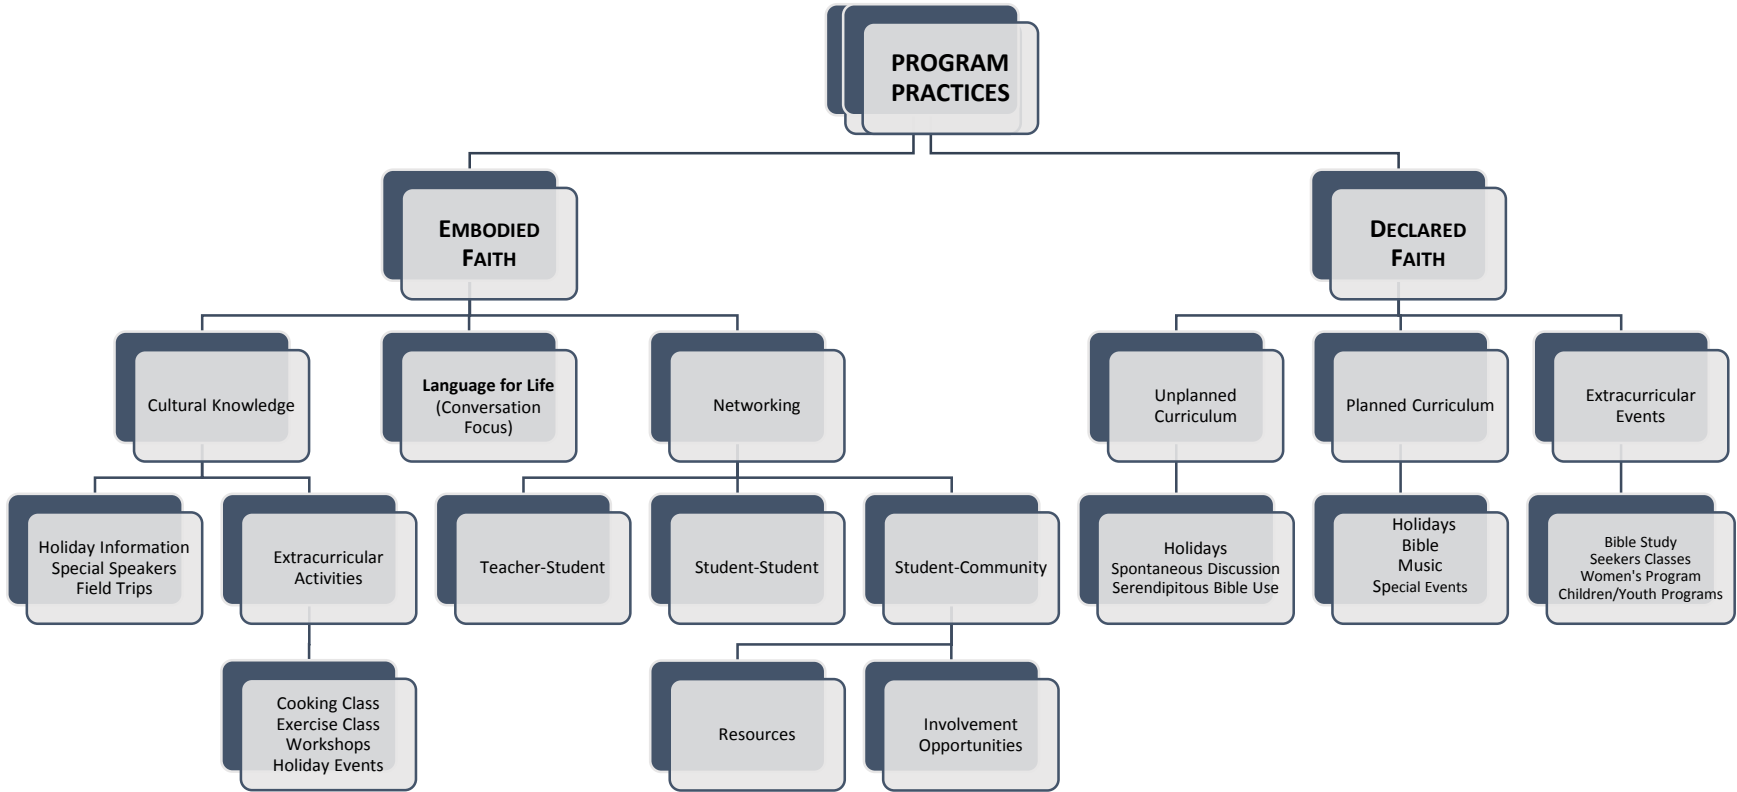 PROGRAM
PRACTICES
EMBODIED
FAITH
DECLARED
FAITH
Cultural Knowledge
Language for Life
(Conversation
Focus)
Networking
Unplanned
Curriculum
Planned Curriculum
Extracurricular
Events
Holiday Information
Special Speakers
Field Trips
Extracurricular
Activities
Teacher-Student
Student-Student
Student-Community
Holidays
Spontaneous Discussion
Serendipitous Bible Use
Holidays
Bible
Music
Special Events
Bible Study
Seekers Classes
Women's Program
Children/Youth Programs
Cooking Class
Exercise Class
Workshops
Holiday Events
Resources
Involvement
Opportunities